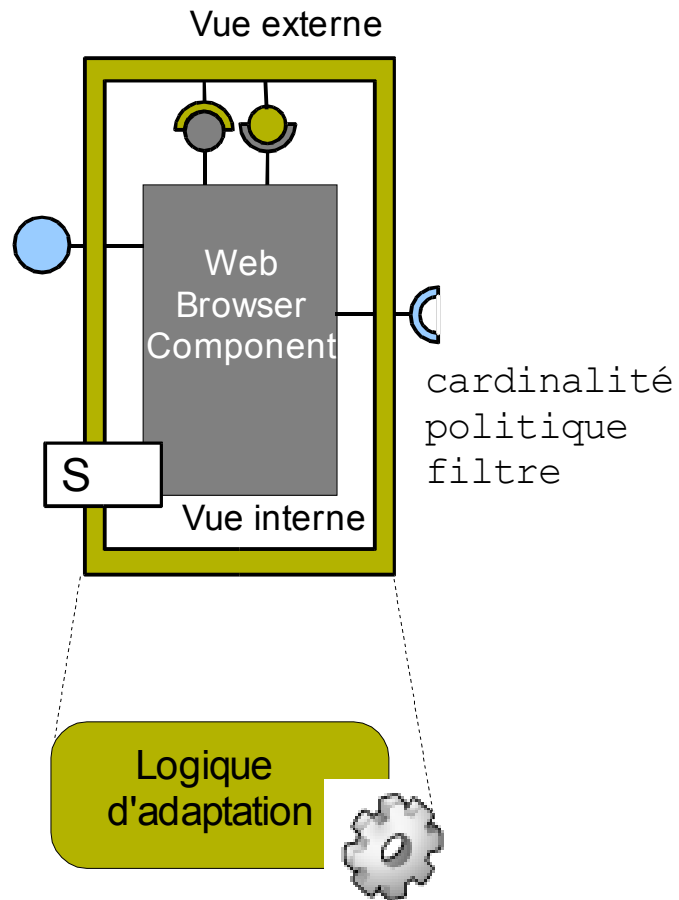 Vue externe
Web
Browser
Component
cardinalité
politique
filtre
S
Vue interne
Logique
d'adaptation